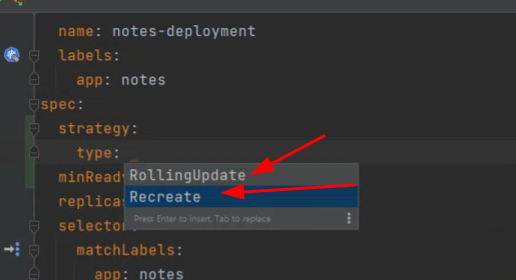 name: notes-deployment
labels:
app: notes
spec:
strategy:
type:
RollingUpdate
Recreate
Press Enter to insert, Tab to replace
minRead
replicas
selector
matchLabels:
app: notes